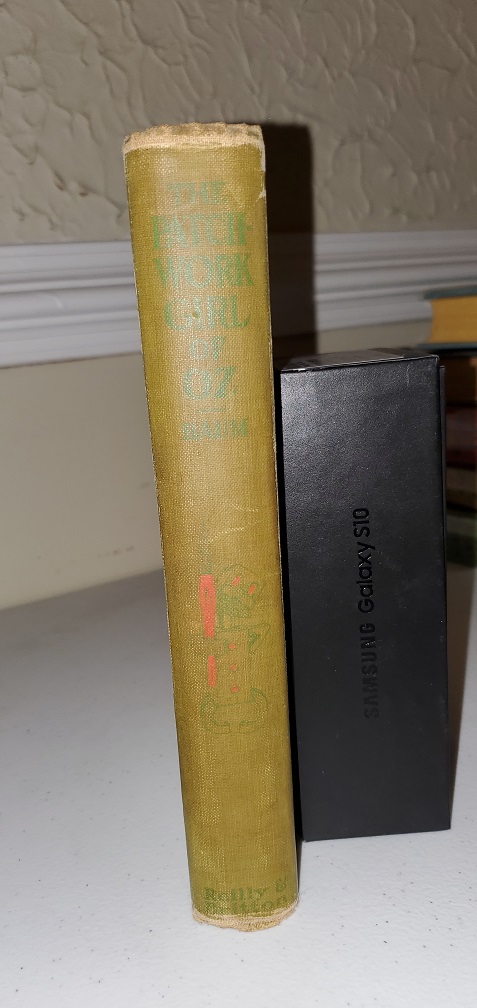 THE
PATCH-
WORK
GIRL
OF
OZ
BAUM
Reilly &
Britton
SAMSUNG Galaxy S10